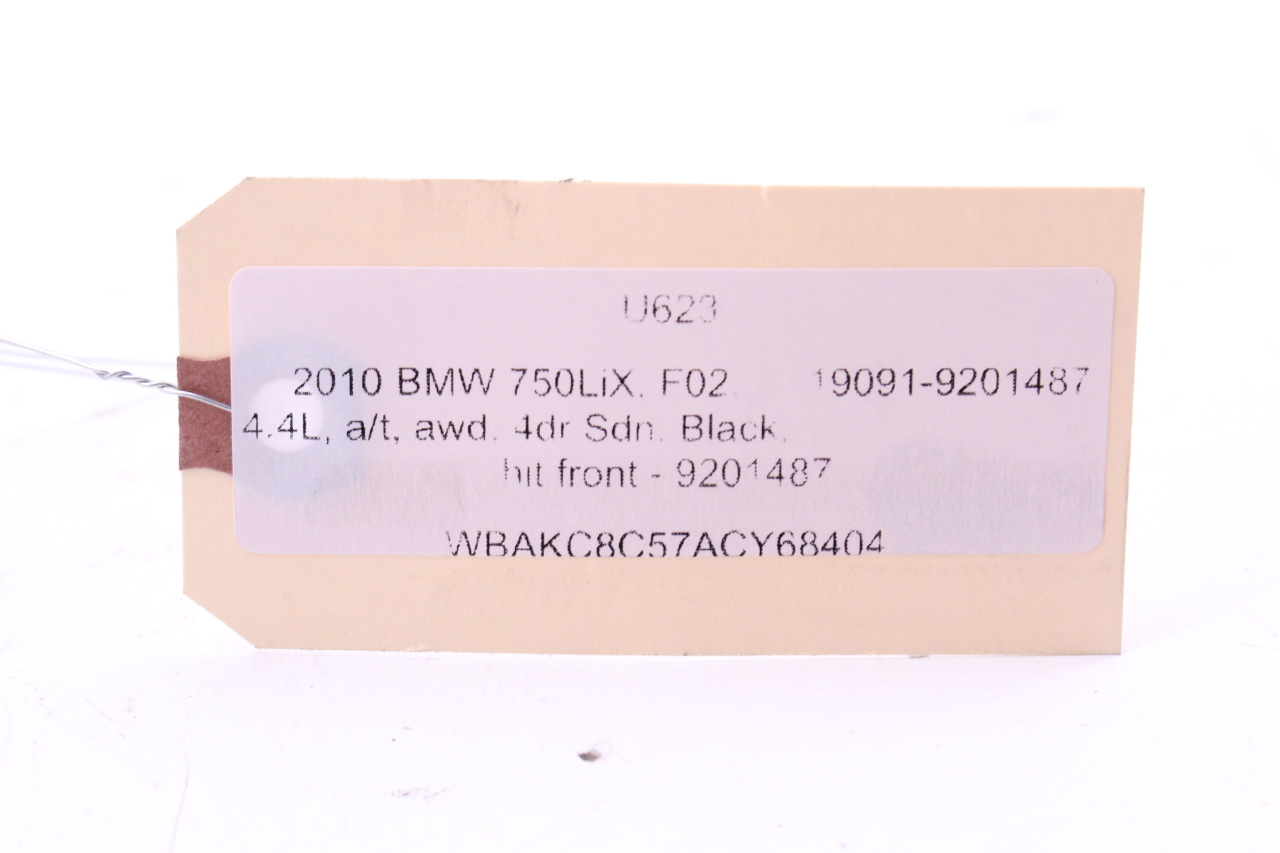 U623
2010 BMW 750LiX. F02. 19091-9201487
4.4L, a/t, awd. 4dr Sdn. Black.
hit front - 9201487
WBAKC8C57ACY68404